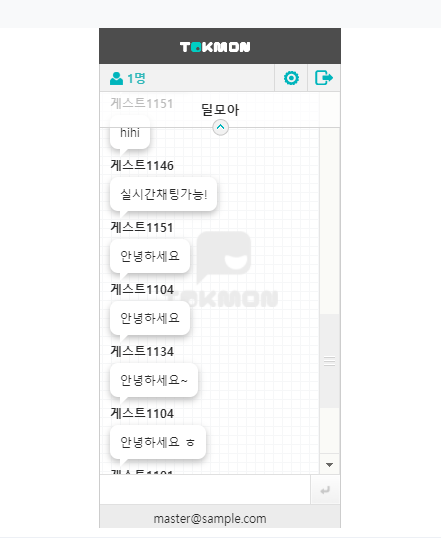 TOKMON
1명
게스트1151
딜모아
hihi
게스트1146
실시간채팅가능!
게스트1151
안녕하세요
게스트1104
안녕하세요
TOKMON
게스트1134
안녕하세요~
게스트1104
안녕하세요 ㅎ
master@sample.com